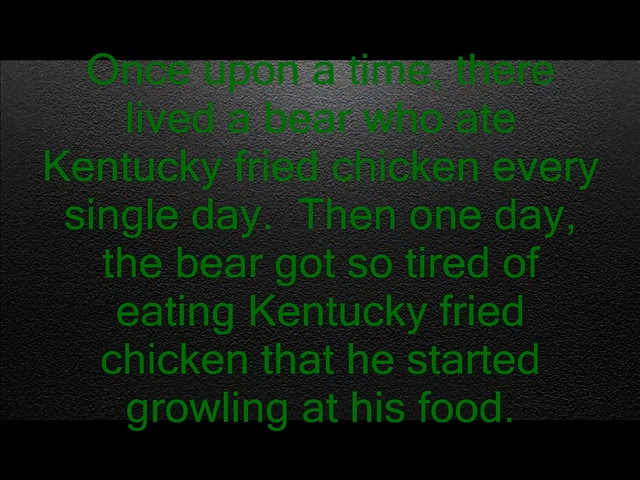 Once upon a time, there
lived a bear who ate
Kentucky fried chicken every
single day.  Then one day,
the bear got so tired of
eating Kentucky fried
chicken that he started
growling at his food.